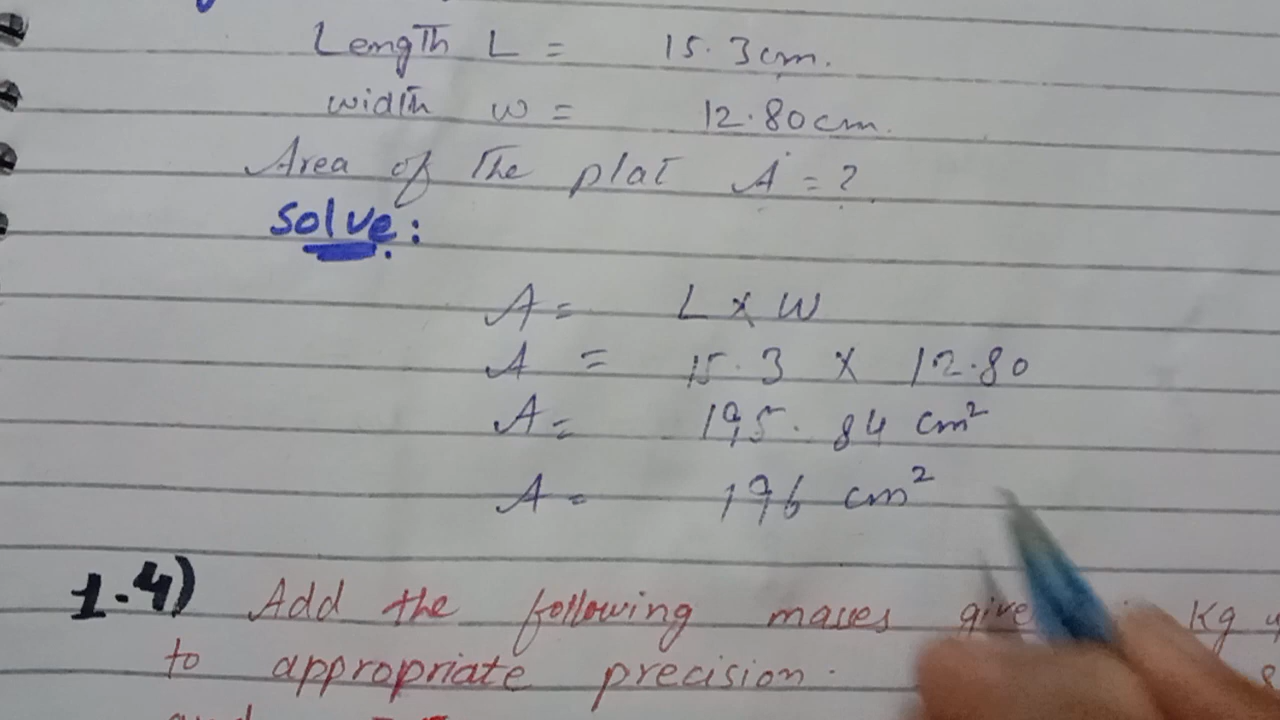 Length L = 15.3cm.
width w = 12.80cm.
Area of The plat A = ?
Solve:
A = L x W
A = 15.3 x 12.80
A = 195.84 cm²
A = 196 cm²
1.4) Add the following masses Kg
to appropriate precision.